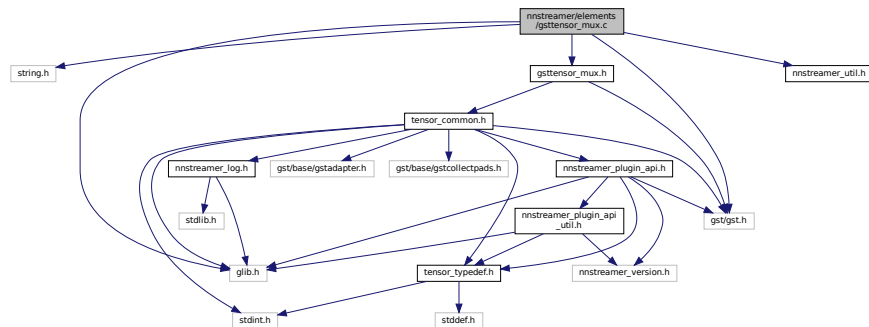 nnstreamer/elements
/gsttensor_mux.c
string.h
gsttensor_mux.h
nnstreamer_util.h
tensor_common.h
nnstreamer_log.h
gst/base/gstadapter.h
gst/base/gstcollectpads.h
nnstreamer_plugin_api.h
stdlib.h
nnstreamer_plugin_api
_util.h
gst/gst.h
glib.h
tensor_typedef.h
nnstreamer_version.h
stdint.h
stddef.h